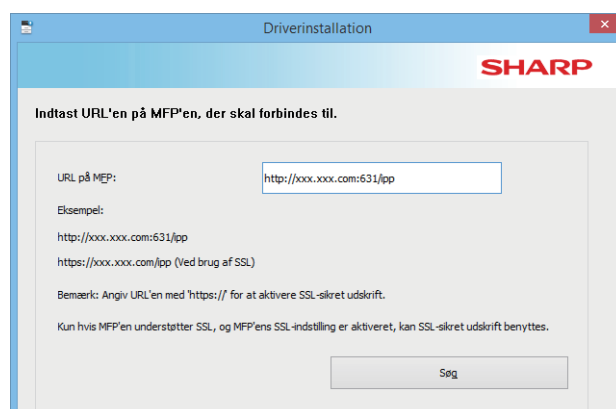 Driverinstallation
SHARP
Indtast URL'en på MFP'en, der skal forbindes til.
URL på MFP: http://xxx.xxx.com:631/ipp
Eksempel:
http://xxx.xxx.com:631/ipp
https://xxx.xxx.com/ipp (Ved brug af SSL)
Bemærk: Angiv URL'en med 'https://' for at aktivere SSL-sikret udskrift.
Kun hvis MFP'en understøtter SSL, og MFP'ens SSL-indstilling er aktiveret, kan SSL-sikret udskrift benyttes.
Søg